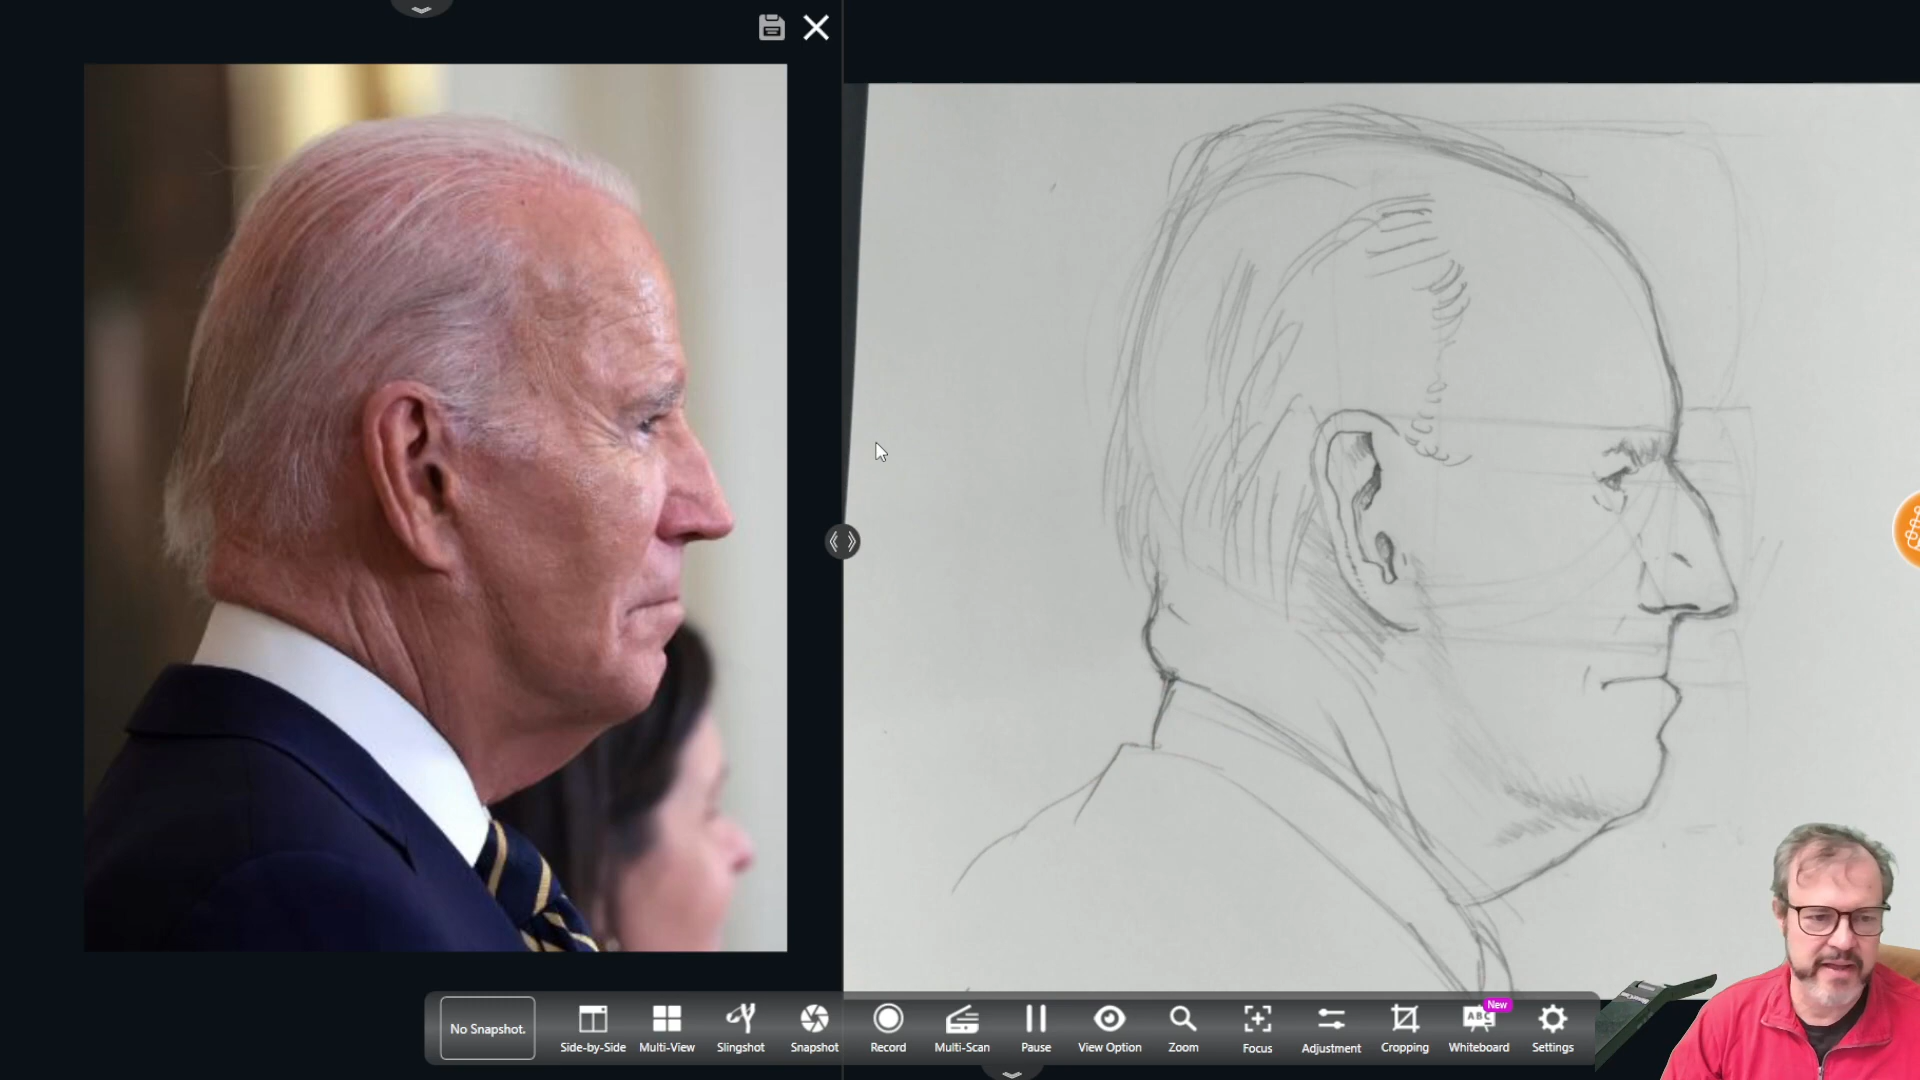 No Snapshot.
Side-by-Side
Multi-View
Slingshot
Snapshot
Record
Multi-Scan
Pause
View Option
Zoom
Focus
Adjustment
Cropping
New
ABC
Whiteboard
Settings